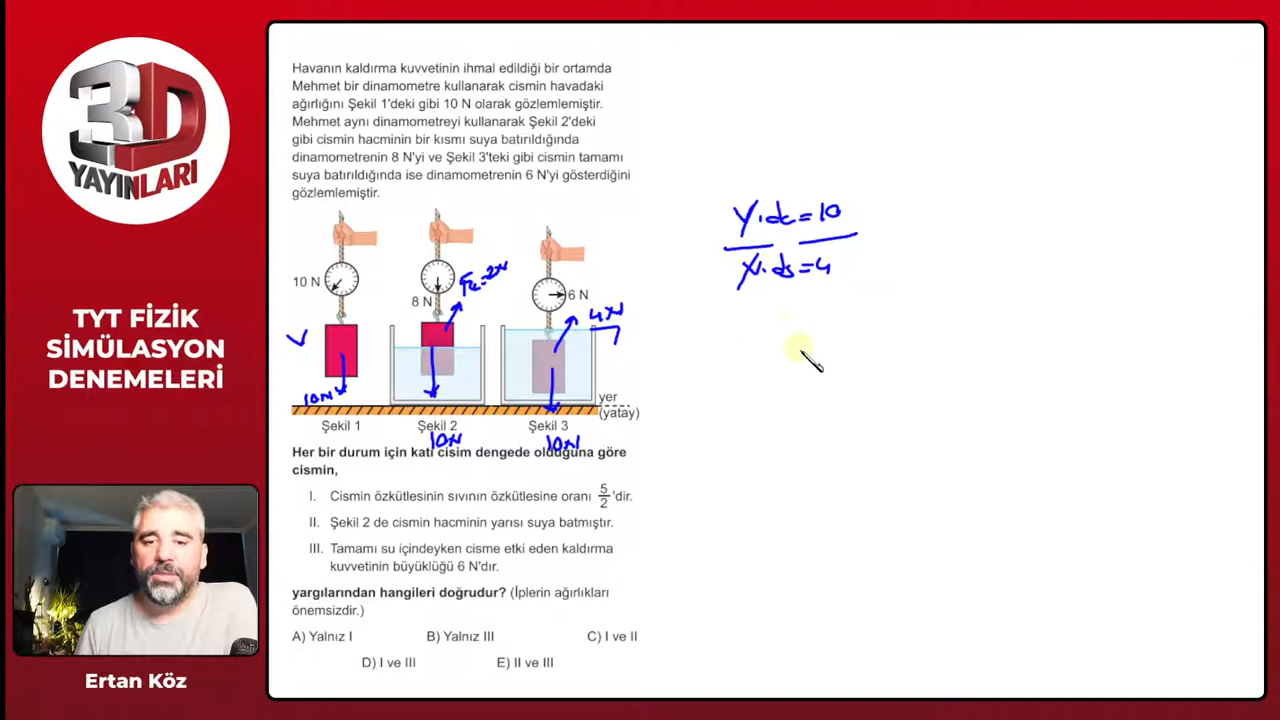 3D
YAYINLARI
TYT FİZİK
SİMÜLASYON
DENEMELERİ
Ertan Köz
Havanın kaldırma kuvvetinin ihmal edildiği bir ortamda
Mehmet bir dinamometre kullanarak cismin havadaki
ağırlığını Şekil 1'deki gibi 10 N olarak gözlemlemiştir.
Mehmet aynı dinamometreyi kullanarak Şekil 2'deki
gibi cismin hacminin bir kısmı suya batırıldığında
dinamometrenin 8 N'yi ve Şekil 3'teki gibi cismin tamamı
suya batırıldığında ise dinamometrenin 6 N'yi gösterdiğini
gözlemlemiştir.
10 N
8 N
6 N
V
10N
Fk=2N
4N
yer
(yatay)
Şekil 1
Şekil 2
Şekil 3
10N
10N
Her bir durum için katı cisim dengede olduğuna göre
cismin,
I. Cismin özkütlesinin sıvının özkütlesine oranı 5/2 'dir.
II. Şekil 2 de cismin hacminin yarısı suya batmıştır.
III. Tamamı su içindeyken cisme etki eden kaldırma
kuvvetinin büyüklüğü 6 N'dır.
yargılarından hangileri doğrudur? (İplerin ağırlıkları
önemsizdir.)
A) Yalnız I
B) Yalnız III
C) I ve II
D) I ve III
E) II ve III
V.dc=10
V.ds=4